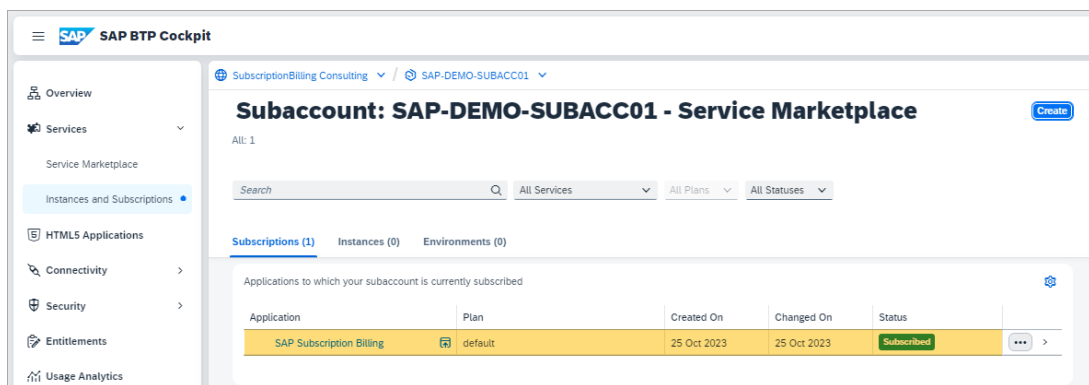 SAP SAP BTP Cockpit
SubscriptionBilling Consulting / SAP-DEMO-SUBACC01
Overview
Services
Service Marketplace
Instances and Subscriptions
HTML5 Applications
Connectivity
Security
Entitlements
Usage Analytics
Subaccount: SAP-DEMO-SUBACC01 - Service Marketplace
Create
All: 1
Search All Services All Plans All Statuses
Subscriptions (1) Instances (0) Environments (0)
Applications to which your subaccount is currently subscribed
Application Plan Created On Changed On Status
SAP Subscription Billing default 25 Oct 2023 25 Oct 2023 Subscribed